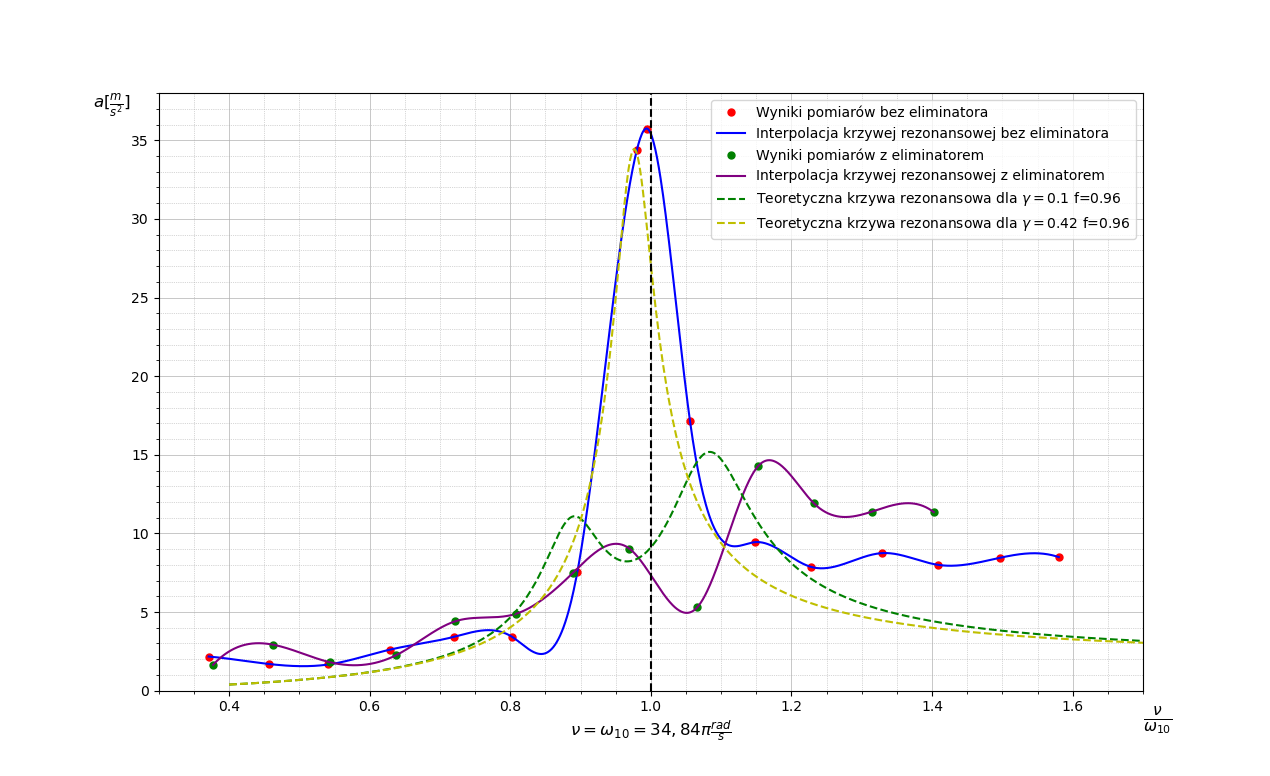 a[m/s²]
35
30
25
20
15
10
5
0
Wyniki pomiarów bez eliminatora
Interpolacja krzywej rezonansowej bez eliminatora
Wyniki pomiarów z eliminatorem
Interpolacja krzywej rezonansowej z eliminatorem
Teoretyczna krzywa rezonansowa dla γ = 0.1 f=0.96
Teoretyczna krzywa rezonansowa dla γ = 0.42 f=0.96
0.4 0.6 0.8 1.0 1.2 1.4 1.6
ν/ω₁₀
ν = ω₁₀ = 34, 84π rad/s